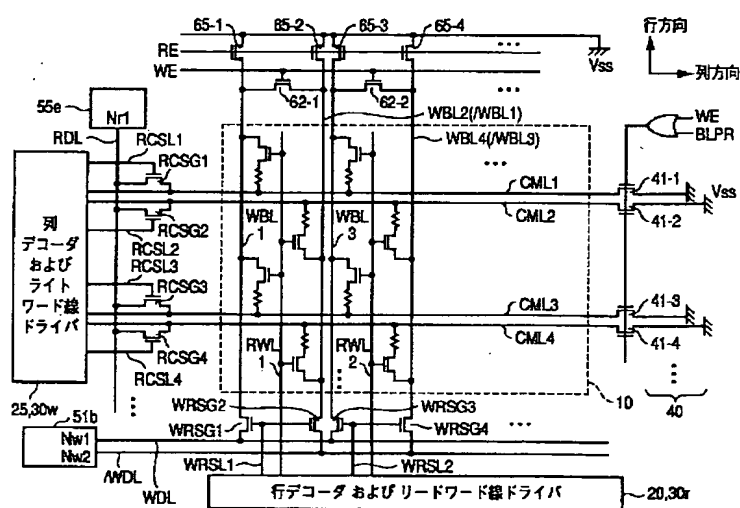 65-1
65-2
65-3
65-4
行方向
列方向
RE
WE
Vss
55e
Nr1
62-1
62-2
WBL2(/WBL1)
WBL4(/WBL3)
WE
BLPR
RDL
RCSL1
RCSG1
CML1
41-1
Vss
CML2
41-2
列
デコーダ
および
ライト
ワード線
ドライバ
RCSG2
RCSL2
RCSL3
RCSG3
WBL
1
WBL
3
CML3
41-3
CML4
41-4
RCSG4
RCSL4
RWL
1
RWL
2
25,30w
51b
Nw1
Nw2
WRSG2
WRSG1
WRSG3
WRSG4
10
40
/WDL
WDL
WRSL1
WRSL2
行デコーダ および リードワード線ドライバ
20,30r